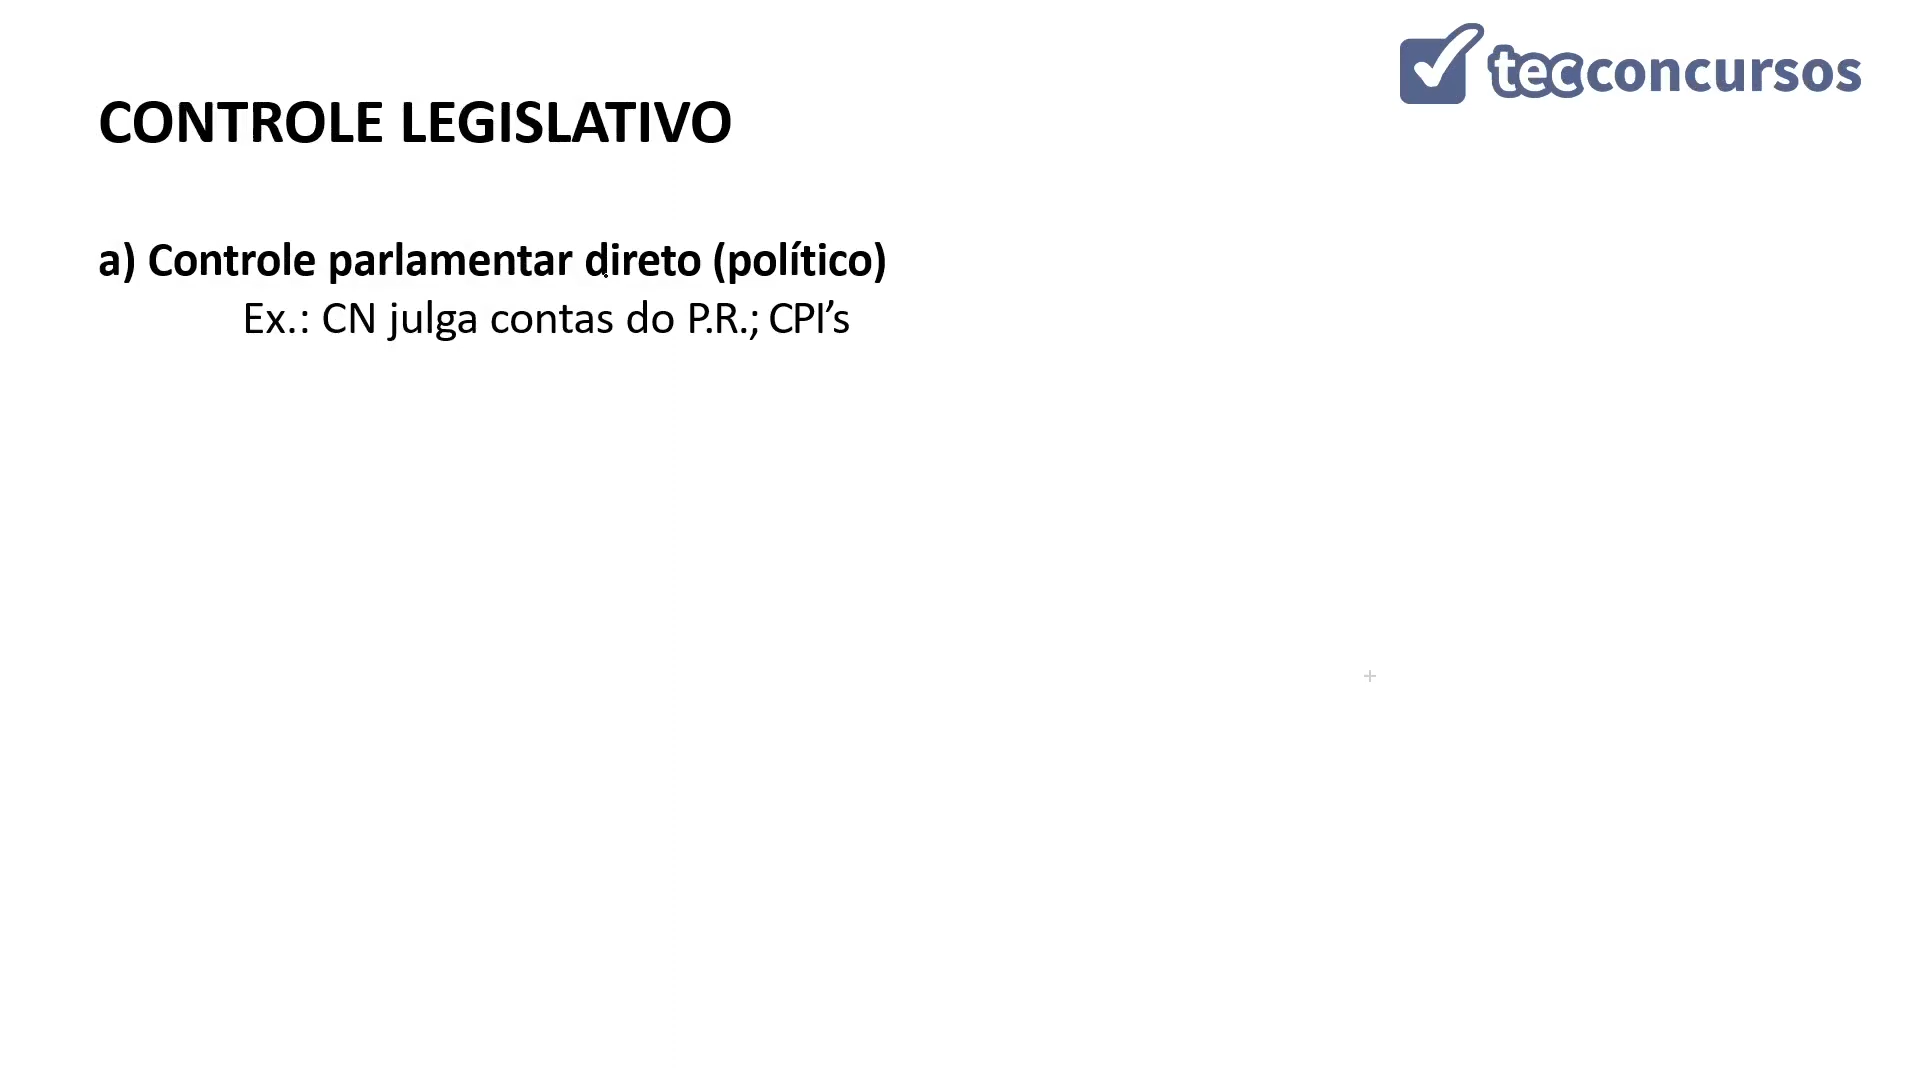 tecconcursos
CONTROLE LEGISLATIVO
a) Controle parlamentar direto (político)
Ex.: CN julga contas do P.R.; CPI’s